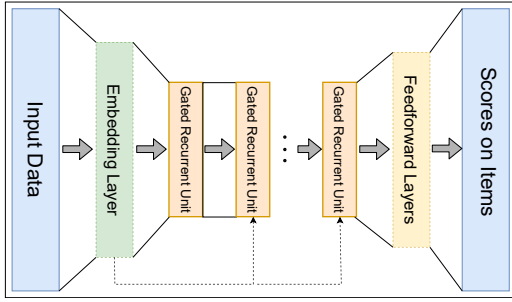 Input Data
Embedding Layer
Gated Recurrent Unit
Gated Recurrent Unit
...
Gated Recurrent Unit
Feedforward Layers
Scores on Items